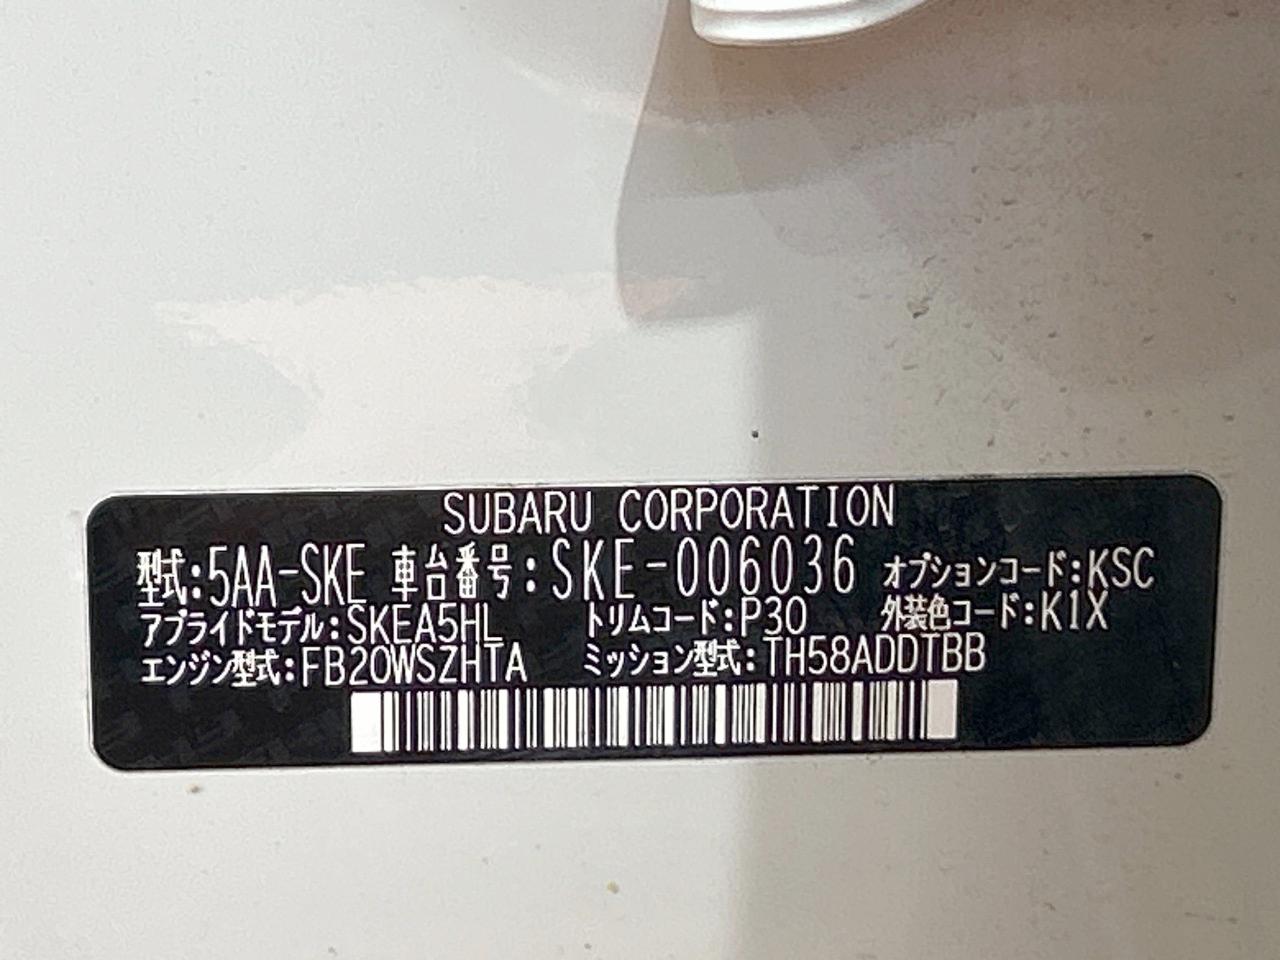 SUBARU CORPORATION
型式:5AA-SKE 車台番号:SKE-006036 オプションコード:KSC
アプライドモデル:SKEA5HL トリムコード:P30 外装色コード:K1X
エンジン型式:FB20WSZHTA ミッション型式:TH58ADDTBB